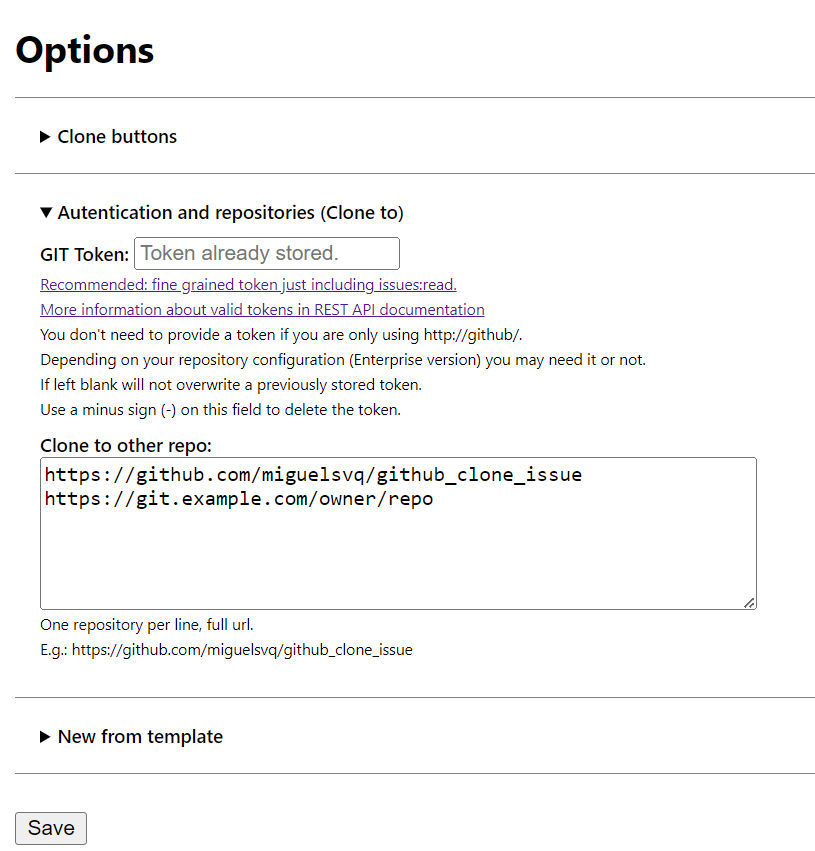 Options
Clone buttons
Autentication and repositories (Clone to)
GIT Token: Token already stored.
Recommended: fine grained token just including issues:read.
More information about valid tokens in REST API documentation
You don't need to provide a token if you are only using http://github/.
Depending on your repository configuration (Enterprise version) you may need it or not.
If left blank will not overwrite a previously stored token.
Use a minus sign (-) on this field to delete the token.
Clone to other repo:
https://github.com/miguelsvq/github_clone_issue
https://git.example.com/owner/repo
One repository per line, full url.
E.g.: https://github.com/miguelsvq/github_clone_issue
New from template
Save